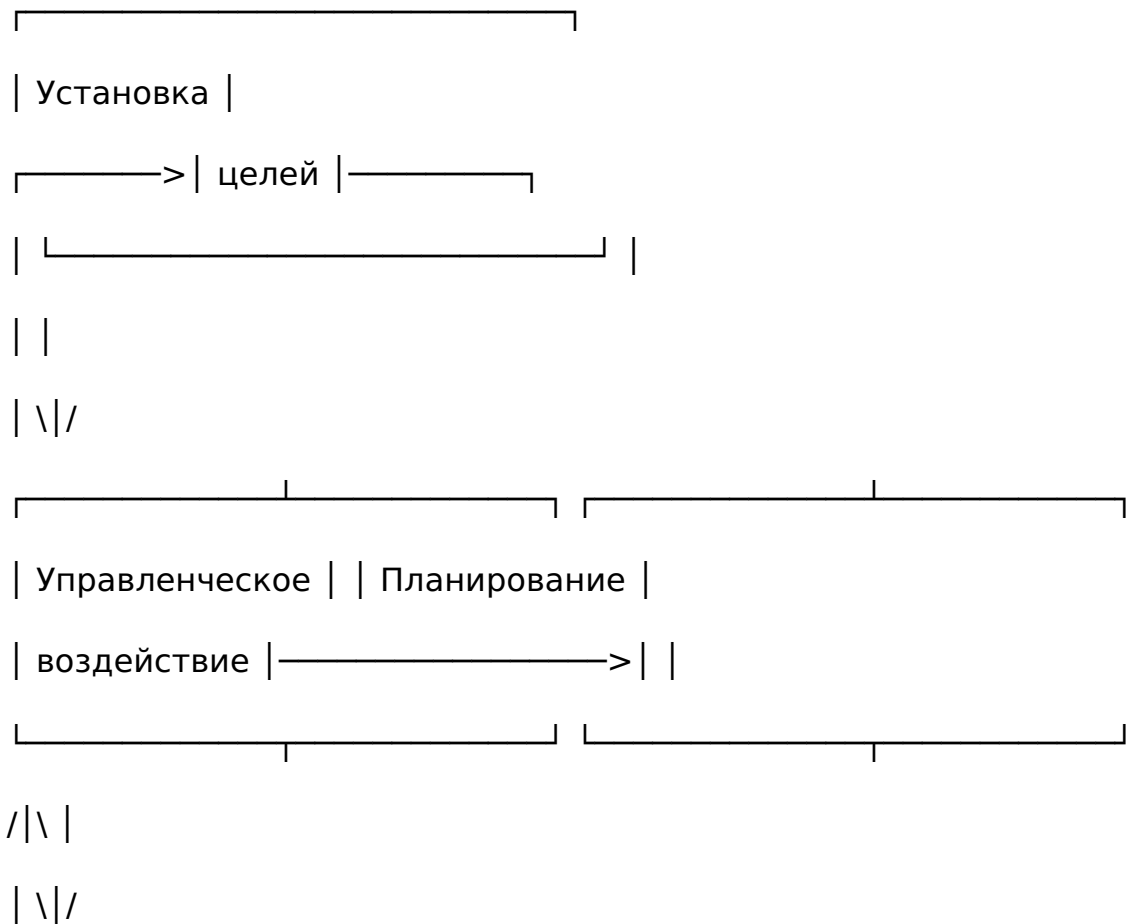 ┌─────────────────────────────┐
│ Установка │
┌───────>│ целей │─────────┐
│ └─────────────────────────────┘ │
│ │
│ \│/
┌──────────────┴──────────────┐ ┌───────────────┴─────────────┐
│ Управленческое │ │ Планирование │
│ воздействие │─────────────────>│ │
└──────────────┬──────────────┘ └───────────────┬─────────────┘
/│\ │
│ \│/